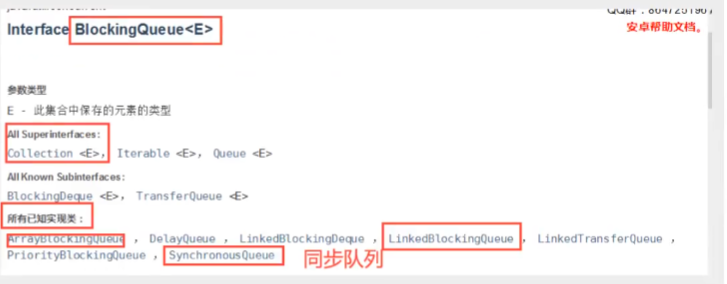 QQ群：8647251967
Interface BlockingQueue<E>
安卓帮助文档。
参数类型
E - 此集合中保存的元素的类型
All Superinterfaces:
Collection <E>, Iterable <E>, Queue <E>
All Known Subinterfaces:
BlockingDeque <E>, TransferQueue <E>
所有已知实现类：
ArrayBlockingQueue , DelayQueue , LinkedBlockingDeque , LinkedBlockingQueue , LinkedTransferQueue ,
PriorityBlockingQueue , SynchronousQueue
同步队列